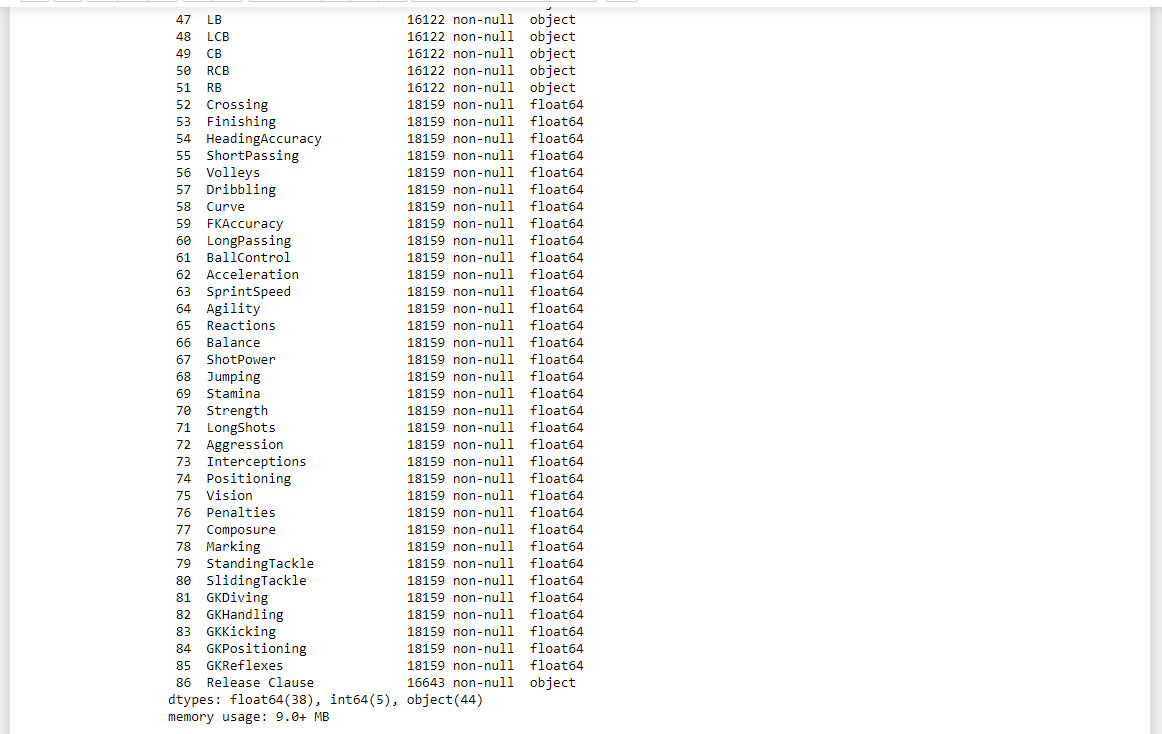 47 LB 16122 non-null object
48 LCB 16122 non-null object
49 CB 16122 non-null object
50 RCB 16122 non-null object
51 RB 16122 non-null object
52 Crossing 18159 non-null float64
53 Finishing 18159 non-null float64
54 HeadingAccuracy 18159 non-null float64
55 ShortPassing 18159 non-null float64
56 Volleys 18159 non-null float64
57 Dribbling 18159 non-null float64
58 Curve 18159 non-null float64
59 FKAccuracy 18159 non-null float64
60 LongPassing 18159 non-null float64
61 BallControl 18159 non-null float64
62 Acceleration 18159 non-null float64
63 SprintSpeed 18159 non-null float64
64 Agility 18159 non-null float64
65 Reactions 18159 non-null float64
66 Balance 18159 non-null float64
67 ShotPower 18159 non-null float64
68 Jumping 18159 non-null float64
69 Stamina 18159 non-null float64
70 Strength 18159 non-null float64
71 LongShots 18159 non-null float64
72 Aggression 18159 non-null float64
73 Interceptions 18159 non-null float64
74 Positioning 18159 non-null float64
75 Vision 18159 non-null float64
76 Penalties 18159 non-null float64
77 Composure 18159 non-null float64
78 Marking 18159 non-null float64
79 StandingTackle 18159 non-null float64
80 SlidingTackle 18159 non-null float64
81 GKDiving 18159 non-null float64
82 GKHandling 18159 non-null float64
83 GKKicking 18159 non-null float64
84 GKPositioning 18159 non-null float64
85 GKReflexes 18159 non-null float64
86 Release Clause 16643 non-null object
dtypes: float64(38), int64(5), object(44)
memory usage: 9.0+ MB